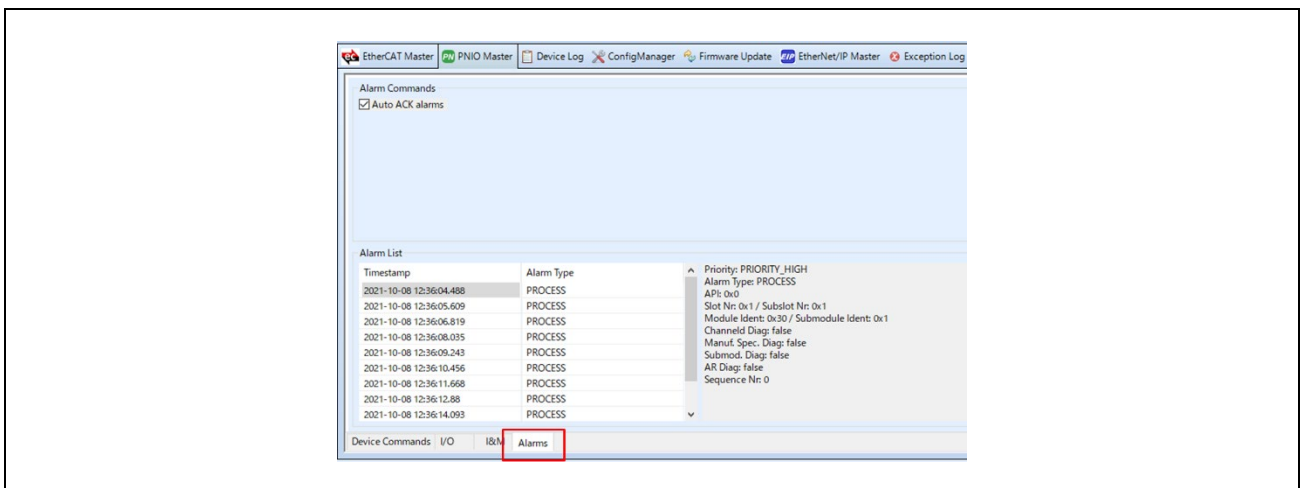 EtherCAT Master PNIO Master Device Log ConfigManager Firmware Update EtherNet/IP Master Exception Log
Alarm Commands
Auto ACK alarms
Alarm List
Timestamp Alarm Type
2021-10-08 12:36:04.488 PROCESS
2021-10-08 12:36:05.609 PROCESS
2021-10-08 12:36:06.819 PROCESS
2021-10-08 12:36:08.035 PROCESS
2021-10-08 12:36:09.243 PROCESS
2021-10-08 12:36:10.456 PROCESS
2021-10-08 12:36:11.668 PROCESS
2021-10-08 12:36:12.88 PROCESS
2021-10-08 12:36:14.093 PROCESS
Priority: PRIORITY_HIGH
Alarm Type: PROCESS
API: 0x0
Slot Nr: 0x1 / Subslot Nr: 0x1
Module Ident: 0x30 / Submodule Ident: 0x1
Channeld Diag: false
Manuf. Spec. Diag: false
Submod. Diag: false
AR Diag: false
Sequence Nr: 0
Device Commands I/O I&M Alarms